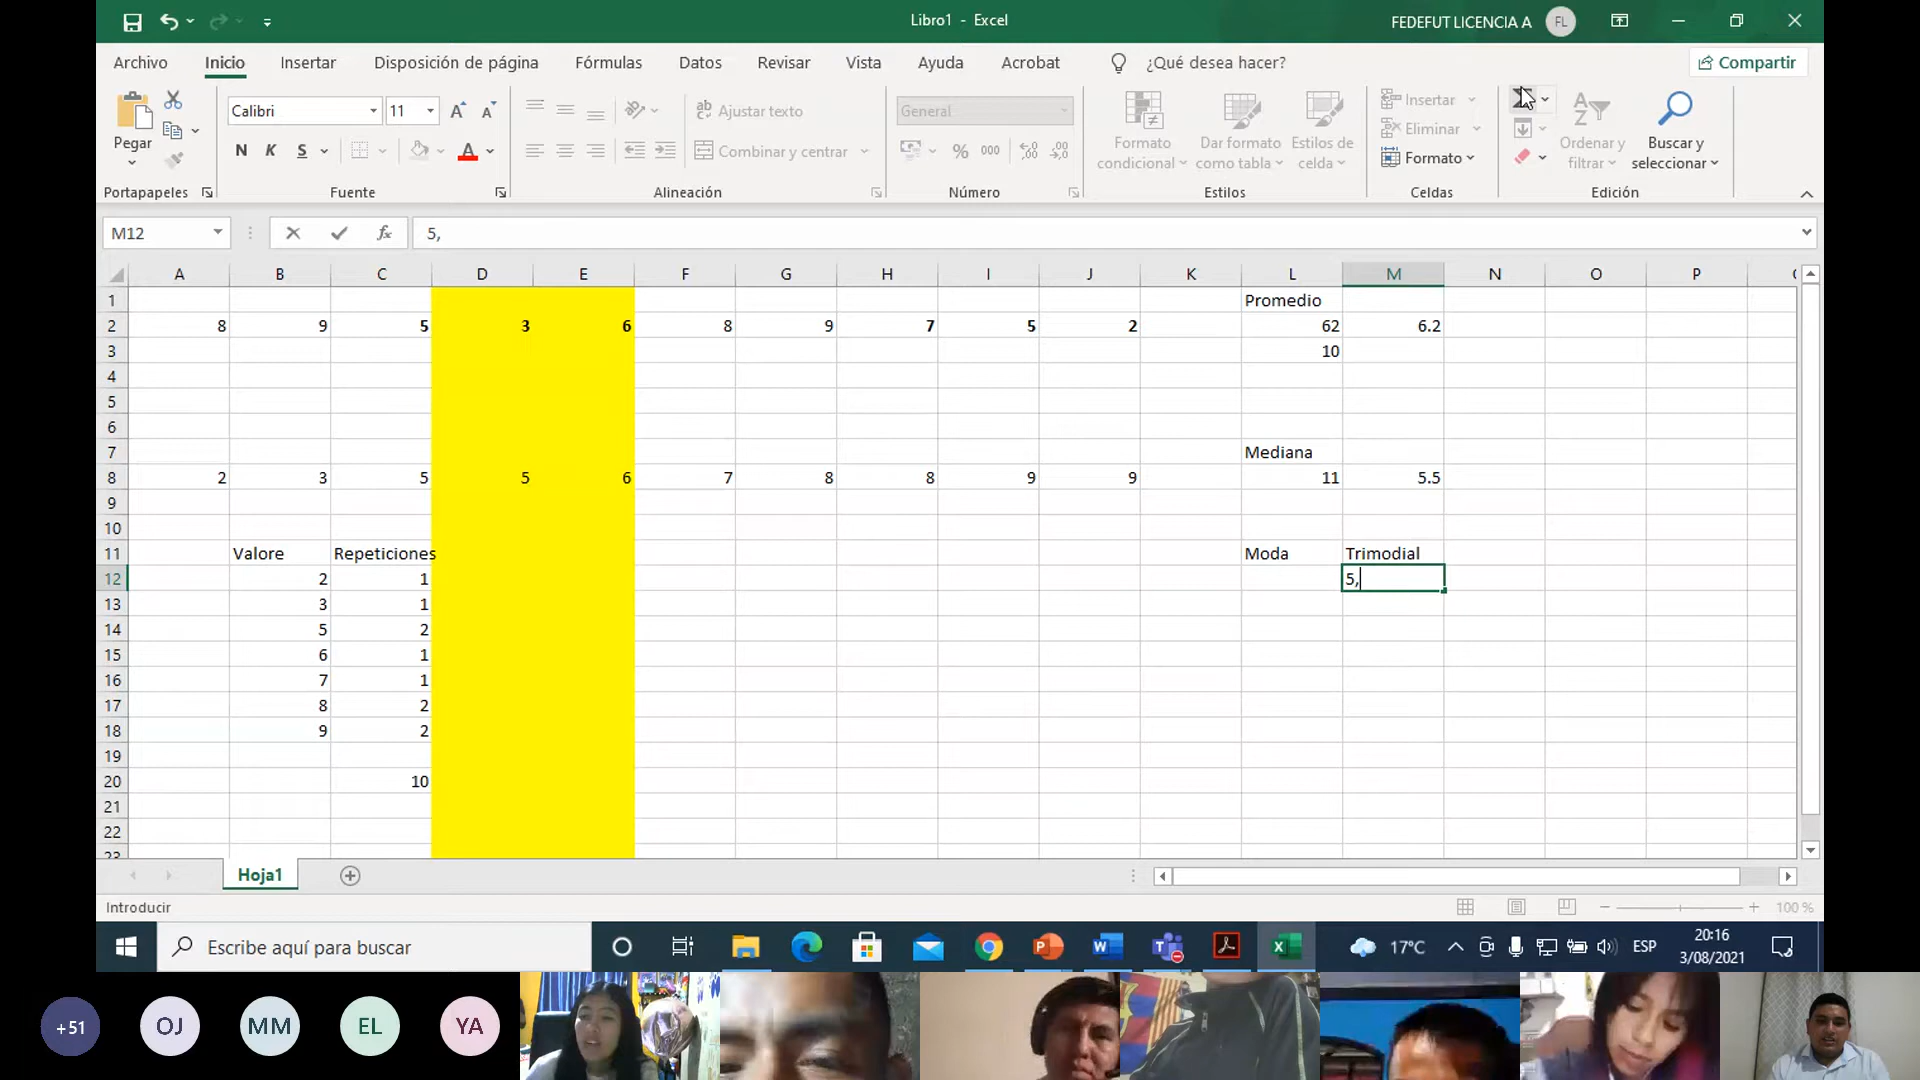 Libro1 - Excel
FEDEFUT LICENCIA A
FL
Archivo
Inicio
Insertar
Disposición de página
Fórmulas
Datos
Revisar
Vista
Ayuda
Acrobat
¿Qué desea hacer?
Compartir
Pegar
Calibri
11
N K S
Ajustar texto
Combinar y centrar
General
% 000
Formato condicional
Dar formato como tabla
Estilos de celda
Insertar
Eliminar
Formato
Ordenar y filtrar
Buscar y seleccionar
Portapapeles
Fuente
Alineación
Número
Estilos
Celdas
Edición
M12
fx
5,
A B C D E F G H I J K L M N O P
1 Promedio
2 8 9 5 3 6 8 9 7 5 2 62 6.2
3 10
4
5
6
7 Mediana
8 2 3 5 5 6 7 8 8 9 9 11 5.5
9
10
11 Valore Repeticiones Moda Trimodial
12 2 1 5,
13 3 1
14 5 2
15 6 1
16 7 1
17 8 2
18 9 2
19
20 10
21
22
23
Hoja1
Introducir
100 %
Escribe aquí para buscar
17°C
ESP
20:16
3/08/2021
+51
OJ
MM
EL
YA